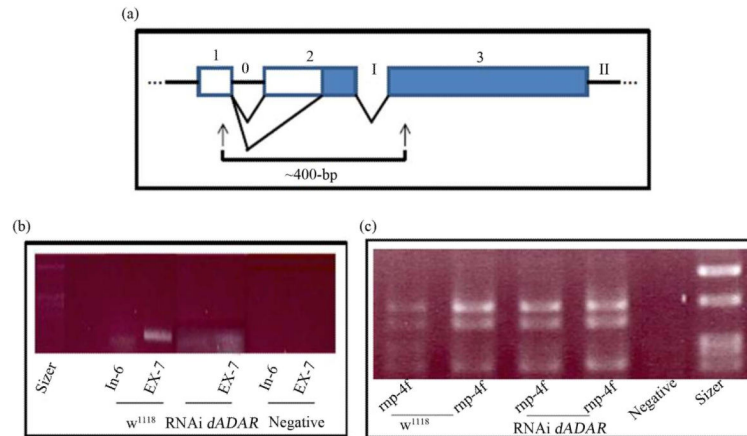 (a)
1 0 2 I 3 II
~400-bp
(b)
Sizer In-6 EX-7 EX-7 In-6 EX-7
w1118 RNAi dADAR Negative
(c)
rnp-4f rnp-4f rnp-4f rnp-4f Negative Sizer
w1118 RNAi dADAR